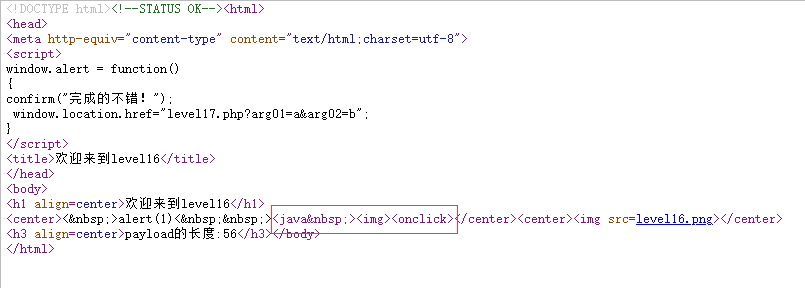 <!DOCTYPE html><!--STATUS OK--><html>
<head>
<meta http-equiv="content-type" content="text/html;charset=utf-8">
<script>
window.alert = function()
{
confirm("完成的不错！");
 window.location.href="level17.php?arg01=a&arg02=b";
}
</script>
<title>欢迎来到level16</title>
</head>
<body>
<h1 align=center>欢迎来到level16</h1>
<center><&nbsp;>alert(1)<&nbsp;&nbsp;><java&nbsp;><img><onclick></center><center><img src=level16.png></center>
<h3 align=center>payload的长度:56</h3></body>
</html>